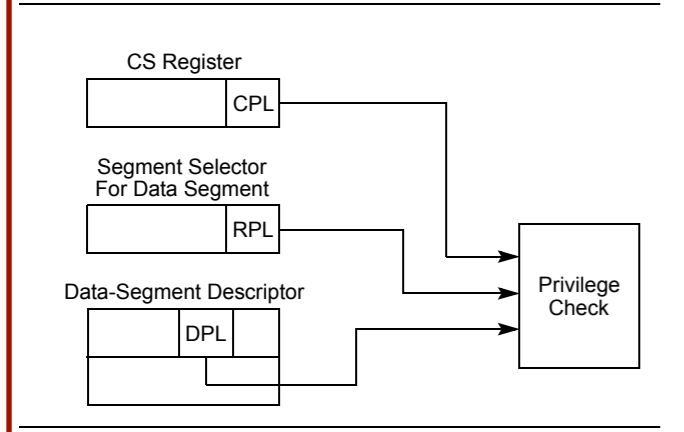 CS Register
CPL
Segment Selector
For Data Segment
RPL
Data-Segment Descriptor
DPL
Privilege
Check